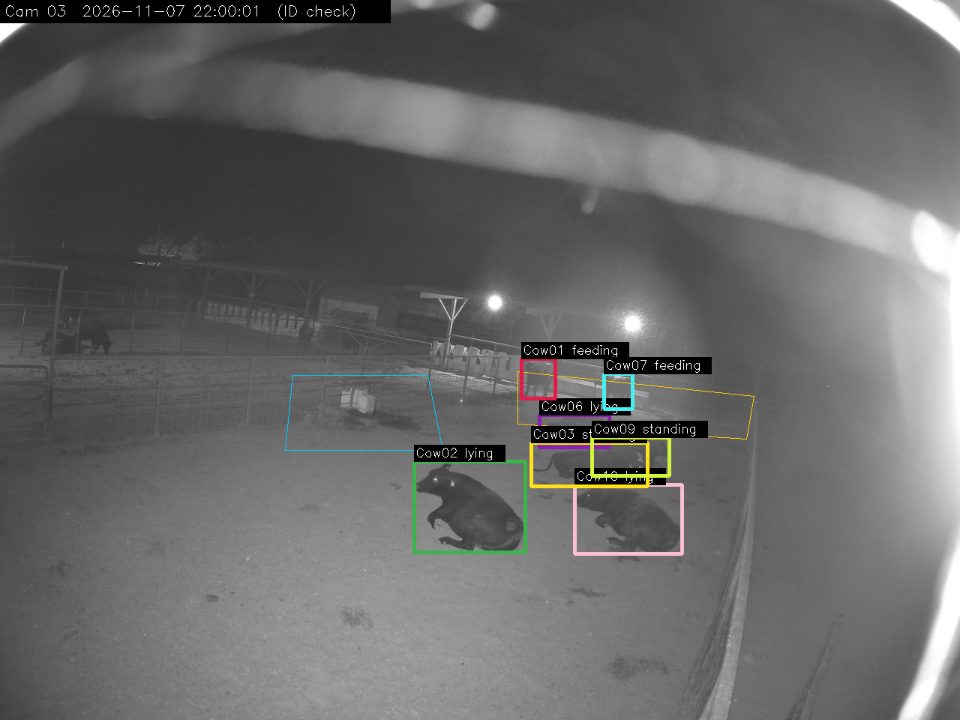 Cam 03  2026-11-07 22:00:01  (ID check)
Cow01 feeding
Cow07 feeding
Cow06 lying
Cow03
Cow09 standing
Cow02 lying
Cow10 lying